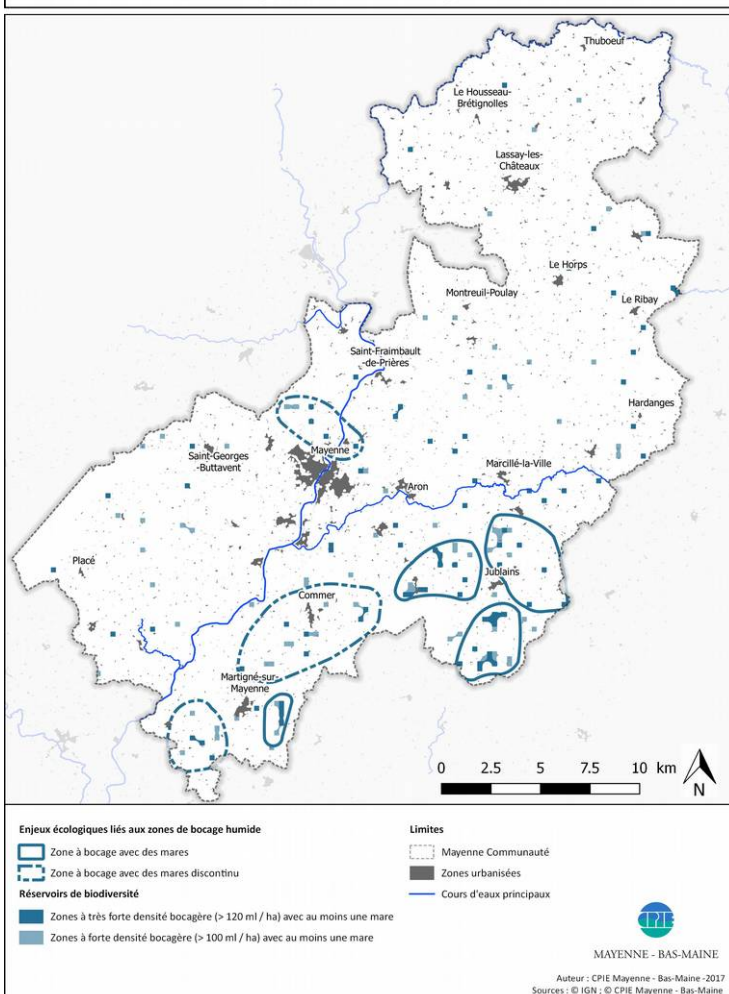 Thuboeuf
Le Housseau-
Brétignolles
Lassay-les-
Châteaux
Le Horps
Montreuil-Poulay
Le Ribay
Saint-Fraimbault
-de-Prières
Hardanges
Mayenne
Saint-Georges
-Buttavent
Marcillé-la-Ville
Aron
Placé
Jublains
Commer
Martigné-sur-
Mayenne
0 2.5 5 7.5 10 km
N
Enjeux écologiques liés aux zones de bocage humide
Zone à bocage avec des mares
Zone à bocage avec des mares discontinu
Réservoirs de biodiversité
Zones à très forte densité bocagère (> 120 ml / ha) avec au moins une mare
Zones à forte densité bocagère (> 100 ml / ha) avec au moins une mare
Limites
Mayenne Communauté
Zones urbanisées
Cours d'eaux principaux
CPIE
MAYENNE - BAS-MAINE
Auteur : CPIE Mayenne - Bas-Maine -2017
Sources : © IGN ; © CPIE Mayenne - Bas-Maine